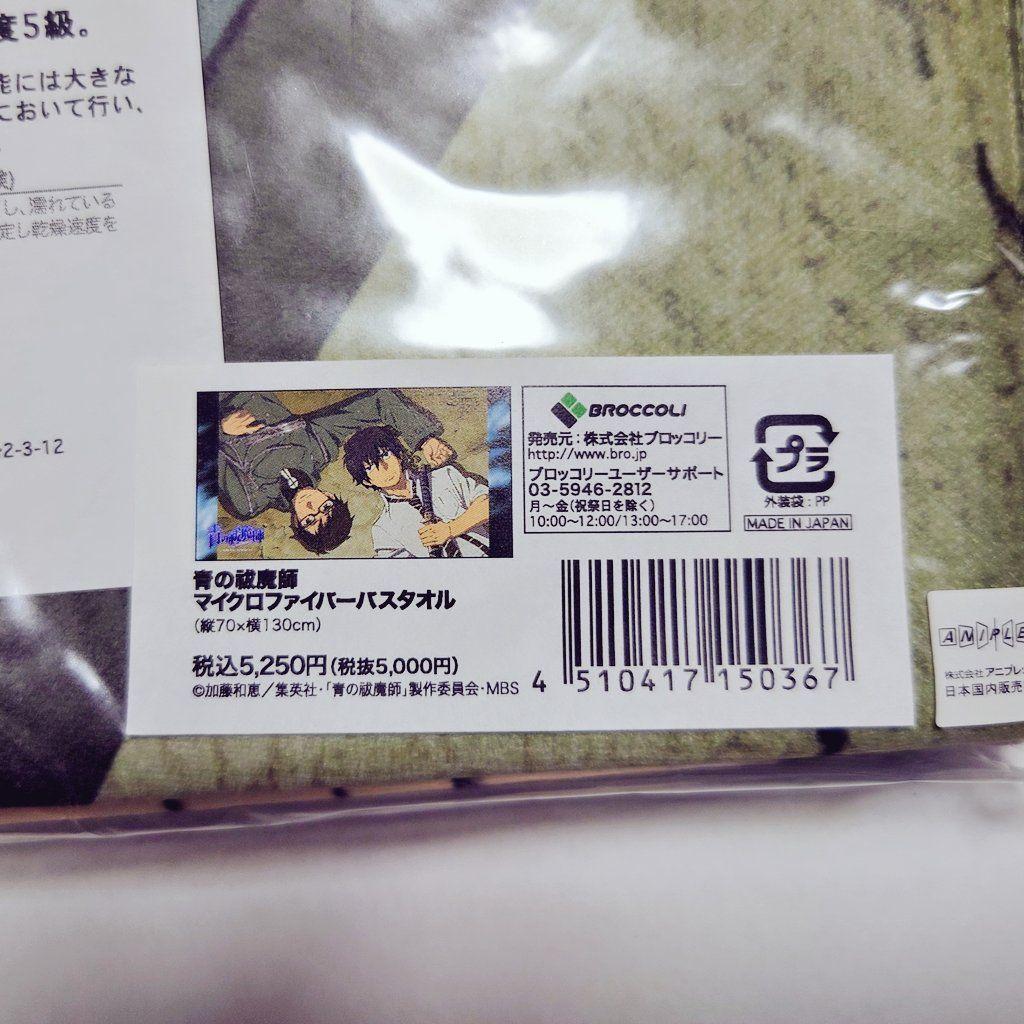 度5級。
能には大きな
において行い、
し、濡れている
定し乾燥速度を
-2-3-12
青の祓魔師
BROCCOLI
発売元：株式会社ブロッコリー
http://www.bro.jp
ブロッコリーユーザーサポート
03-5946-2812
月〜金(祝祭日を除く)
10:00〜12:00/13:00〜17:00
プラ
外装袋：PP
MADE IN JAPAN
青の祓魔師
マイクロファイバーバスタオル
(縦70×横130cm)
税込5,250円(税抜5,000円)
©加藤和恵／集英社・「青の祓魔師」製作委員会・MBS
4 510417 150367
ANIPLE
株式会社 アニプレ
日本国内販売